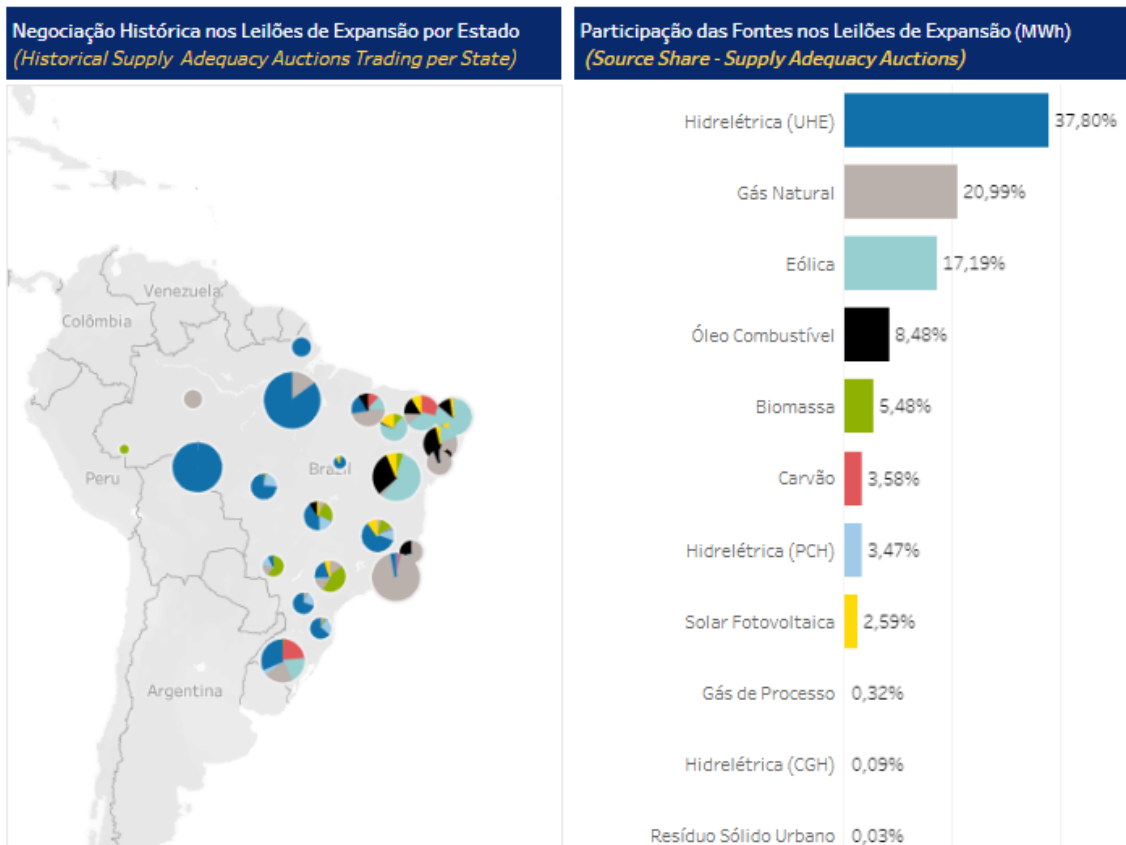 Negociação Histórica nos Leilões de Expansão por Estado
(Historical Supply Adequacy Auctions Trading per State)
Venezuela
Colômbia
Peru
Brazil
Argentina
Participação das Fontes nos Leilões de Expansão (MWh)
(Source Share - Supply Adequacy Auctions)
Hidrelétrica (UHE) 37,80%
Gás Natural 20,99%
Eólica 17,19%
Óleo Combustível 8,48%
Biomassa 5,48%
Carvão 3,58%
Hidrelétrica (PCH) 3,47%
Solar Fotovoltaica 2,59%
Gás de Processo 0,32%
Hidrelétrica (CGH) 0,09%
Resíduo Sólido Urbano 0,03%